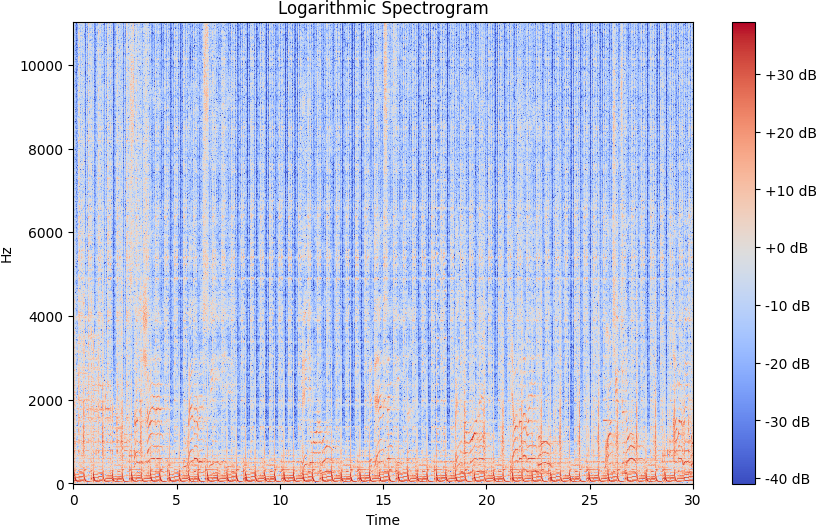 Logarithmic Spectrogram
Hz
10000
8000
6000
4000
2000
0
0
5
10
15
20
25
30
Time
+30 dB
+20 dB
+10 dB
+0 dB
-10 dB
-20 dB
-30 dB
-40 dB